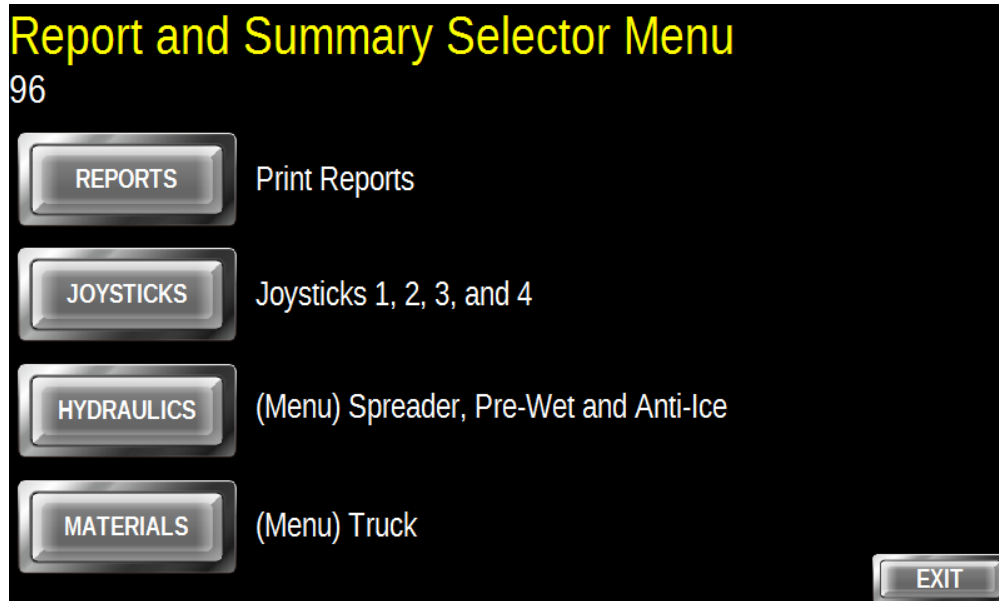 Report and Summary Selector Menu
96
REPORTS Print Reports
JOYSTICKS Joysticks 1, 2, 3, and 4
HYDRAULICS (Menu) Spreader, Pre-Wet and Anti-Ice
MATERIALS (Menu) Truck
EXIT